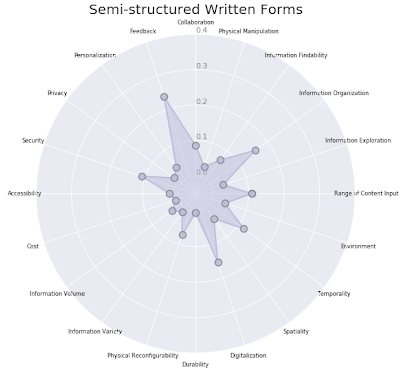 Semi-structured Written Forms
Collaboration
Feedback
Physical Manipulation
0.4
Personalization
Information Findability
0.3
Privacy
Information Organization
0.2
Security
Information Exploration
0.1
0.0
Accessibility
Range of Content Input
Cost
Environment
Information Volume
Temporality
Information Variety
Spatiality
Physical Reconfigurability
Digitalization
Durability